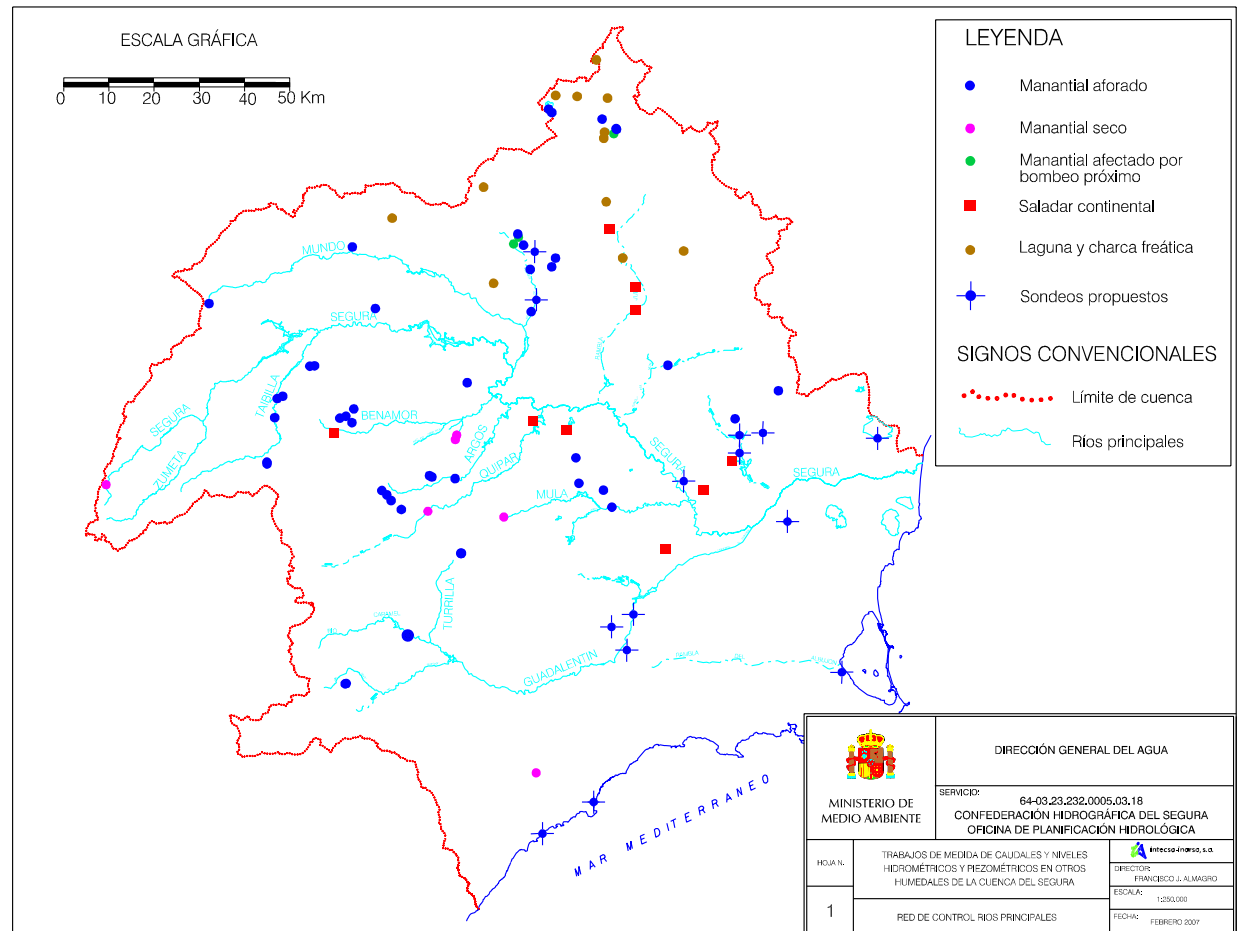 ESCALA GRÁFICA
0 10 20 30 40 50 Km
LEYENDA
Manantial aforado
Manantial seco
Manantial afectado por
bombeo próximo
Saladar continental
Laguna y charca freática
Sondeos propuestos
SIGNOS CONVENCIONALES
Límite de cuenca
Ríos principales
MUNDO
SEGURA
TAIBILLA
SEGURA
ZUMETA
BENAMOR
ARGOS
QUIPAR
MULA
SEGURA
SEGURA
TURRILLA
GUADALENTIN
RAMBLA
DEL
MAR MEDITERRANEO
MINISTERIO DE
MEDIO AMBIENTE
DIRECCIÓN GENERAL DEL AGUA
SERVICIO:
64-03.23.232.0005.03.18
CONFEDERACIÓN HIDROGRÁFICA DEL SEGURA
OFICINA DE PLANIFICACIÓN HIDROLÓGICA
HOJA N.
1
TRABAJOS DE MEDIDA DE CAUDALES Y NIVELES
HIDROMÉTRICOS Y PIEZOMÉTRICOS EN OTROS
HUMEDALES DE LA CUENCA DEL SEGURA
RED DE CONTROL RIOS PRINCIPALES
intecsa-inarsa, s.a.
DIRECTOR:
FRANCISCO J. ALMAGRO
ESCALA:
1:250.000
FECHA:
FEBRERO 2007